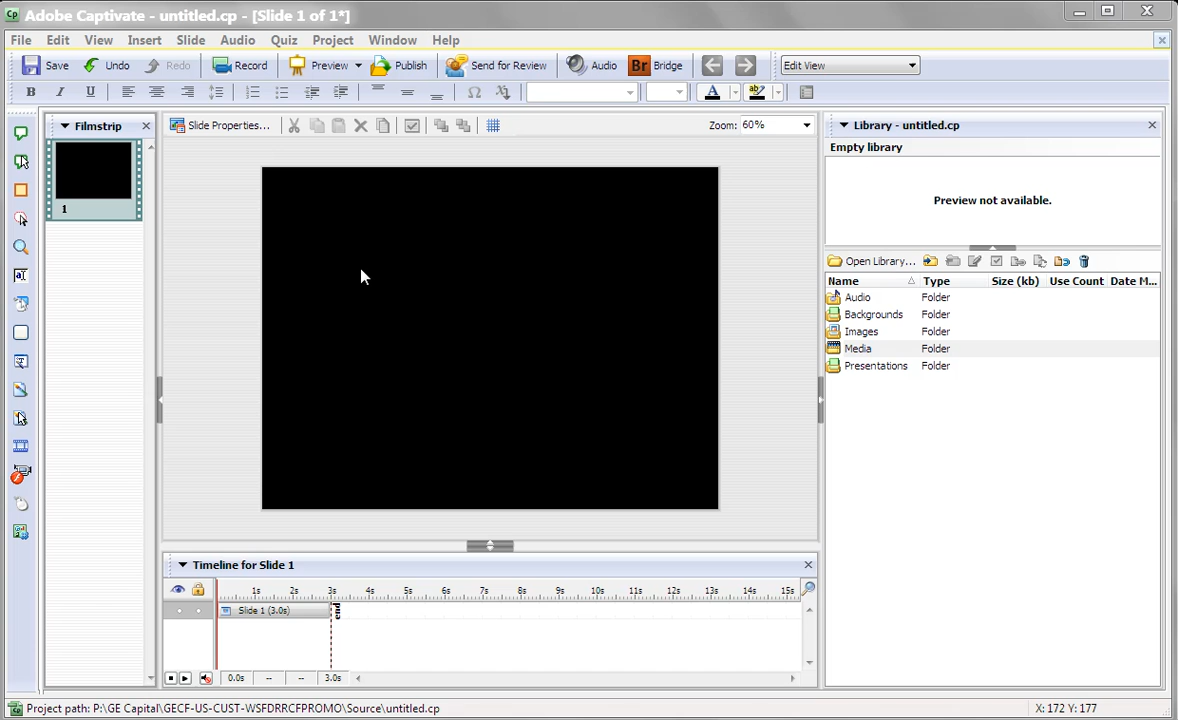 Cp Adobe Captivate - untitled.cp - [Slide 1 of 1*]
File Edit View Insert Slide Audio Quiz Project Window Help
Save Undo Redo Record Preview Publish Send for Review Audio Br Bridge Edit View
B I U A ab
Filmstrip
Slide Properties...
Zoom: 60%
Library - untitled.cp
Empty library
Preview not available.
1
Open Library...
Name Type Size (kb) Use Count Date M...
Audio Folder
Backgrounds Folder
Images Folder
Media Folder
Presentations Folder
Timeline for Slide 1
1s 2s 3s 4s 5s 6s 7s 8s 9s 10s 11s 12s 13s 14s 15s
Slide 1 (3.0s) end
0.0s -- -- 3.0s
Project path: P:\GE Capital\GECF-US-CUST-WSFDRRCFPROMO\Source\untitled.cp
X: 172 Y: 177